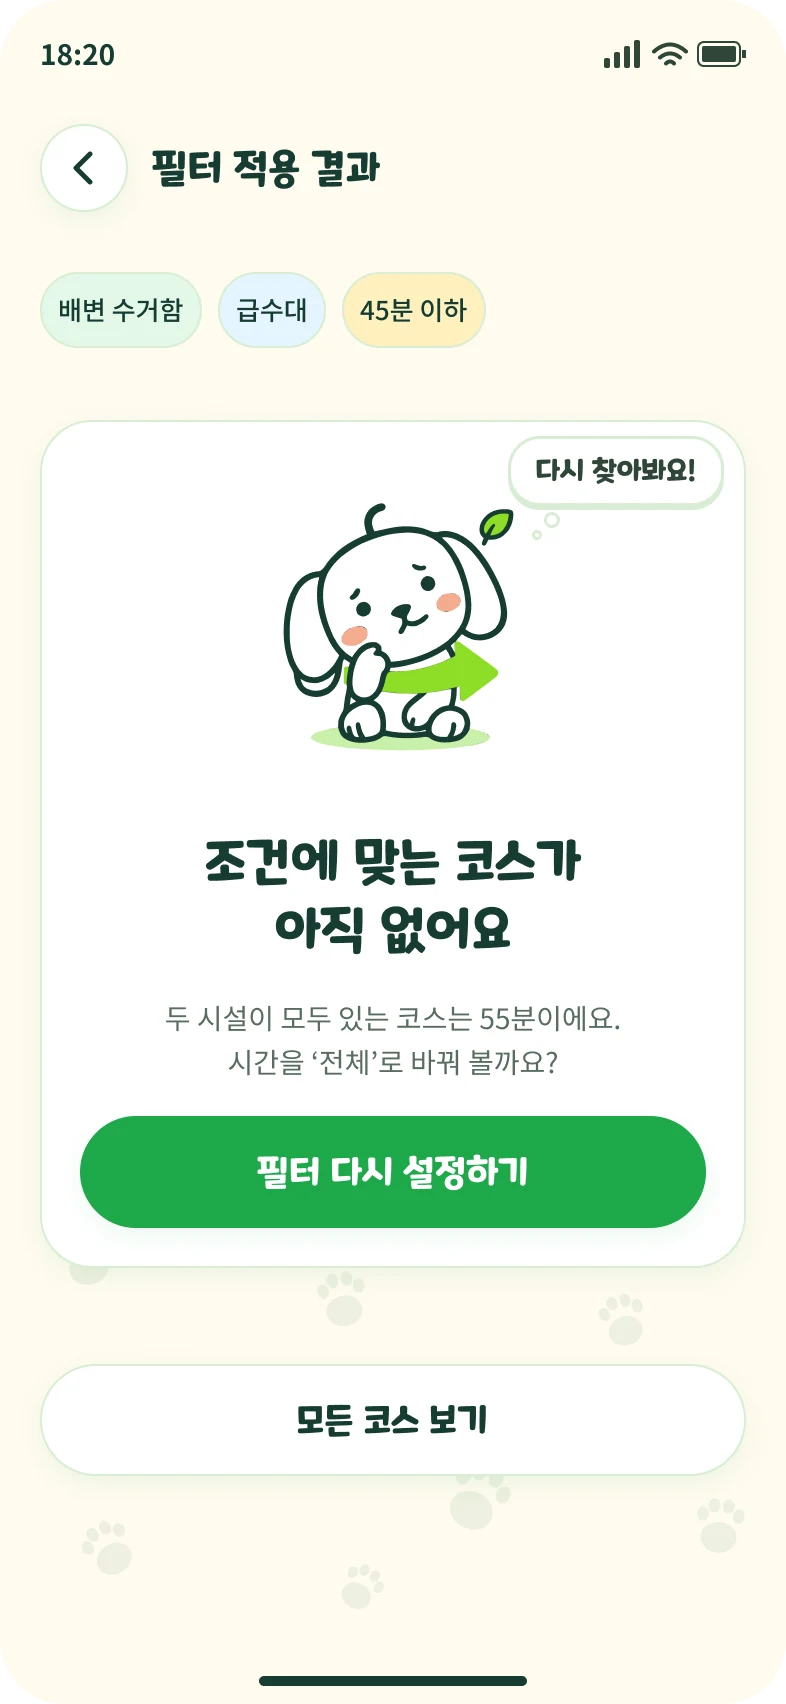 18:20
필터 적용 결과
배변 수거함 급수대 45분 이하
다시 찾아봐요!
조건에 맞는 코스가
아직 없어요
두 시설이 모두 있는 코스는 55분이에요.
시간을 ‘전체’로 바꿔 볼까요?
필터 다시 설정하기
모든 코스 보기